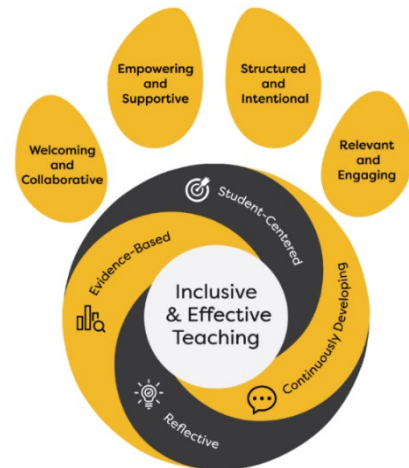 Empowering
and
Supportive
Structured
and
Intentional
Welcoming
and
Collaborative
Relevant
and
Engaging
Student-Centered
Evidence-Based
Inclusive
& Effective
Teaching
Continuously Developing
Reflective